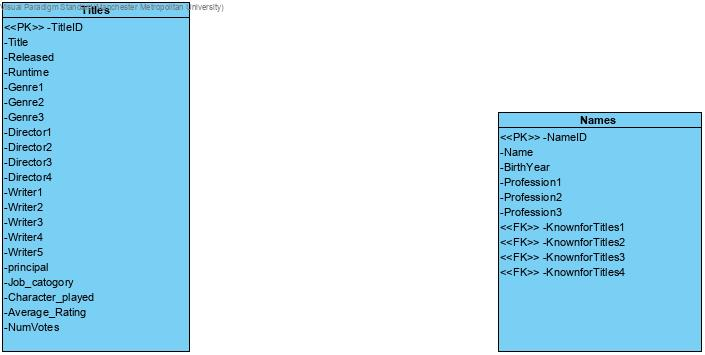 Visual Paradigm Standard (Manchester Metropolitan University)
Titles
<<PK>> -TitleID
-Title
-Released
-Runtime
-Genre1
-Genre2
-Genre3
-Director1
-Director2
-Director3
-Director4
-Writer1
-Writer2
-Writer3
-Writer4
-Writer5
-principal
-Job_catogory
-Character_played
-Average_Rating
-NumVotes
Names
<<PK>> -NameID
-Name
-BirthYear
-Profession1
-Profession2
-Profession3
<<FK>> -KnownforTitles1
<<FK>> -KnownforTitles2
<<FK>> -KnownforTitles3
<<FK>> -KnownforTitles4